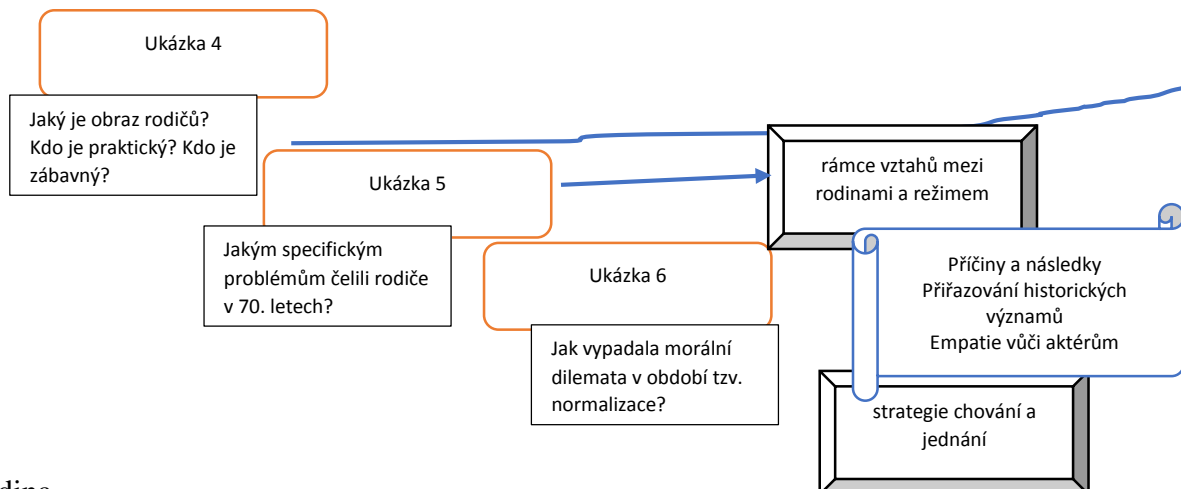 Ukázka 4
Jaký je obraz rodičů?
Kdo je praktický? Kdo je
zábavný?
Ukázka 5
Jakým specifickým
problémům čelili rodiče
v 70. letech?
Ukázka 6
Jak vypadala morální
dilemata v období tzv.
normalizace?
rámce vztahů mezi
rodinami a režimem
Příčiny a následky
Přiřazování historických
významů
Empatie vůči aktérům
strategie chování a
jednání